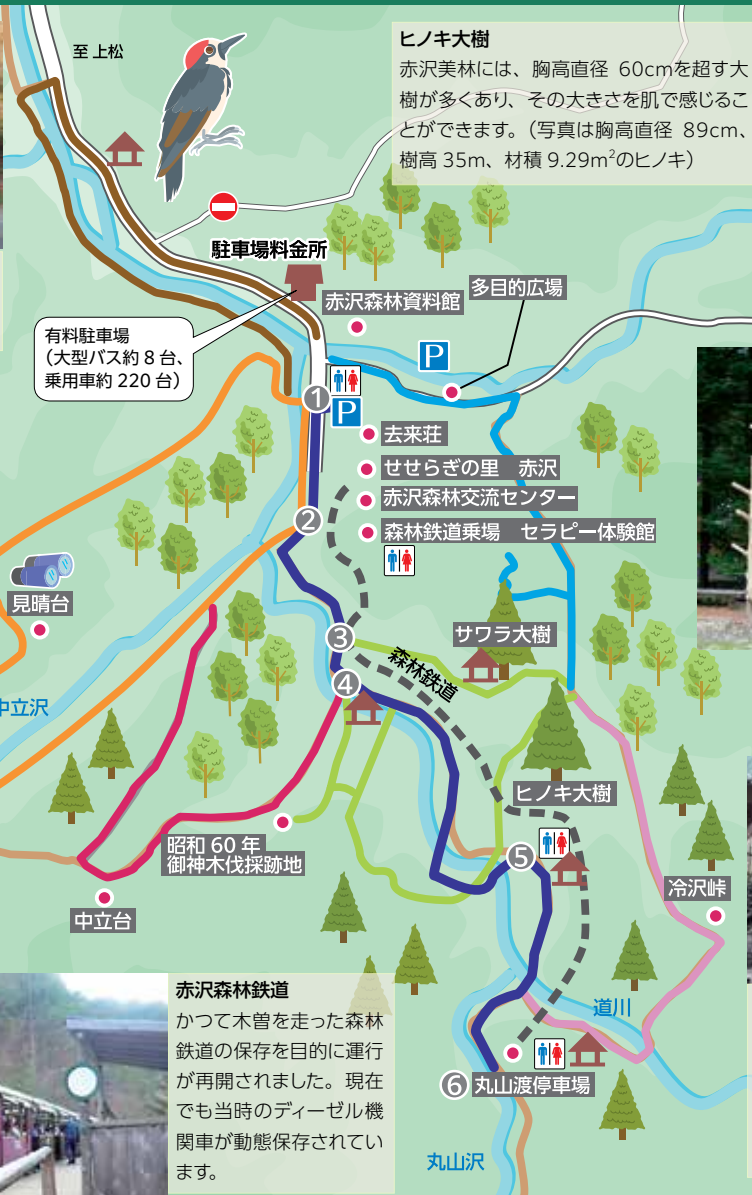 至 上松
ヒノキ大樹
赤沢美林には、胸高直径 60cmを超す大
樹が多くあり、その大きさを肌で感じるこ
とができます。(写真は胸高直径 89cm、
樹高 35m、材積 9.29m²のヒノキ)
駐車場料金所
赤沢森林資料館
多目的広場
有料駐車場
(大型バス約 8 台、
乗用車約 220 台)
P
1
P
去来荘
せせらぎの里 赤沢
赤沢森林交流センター
2
森林鉄道乗場 セラピー体験館
見晴台
3
サワラ大樹
森林鉄道
4
中立沢
ヒノキ大樹
昭和 60 年
御神木伐採跡地
5
冷沢峠
中立台
赤沢森林鉄道
かつて木曽を走った森林
鉄道の保存を目的に運行
が再開されました。現在
でも当時のディーゼル機
関車が動態保存されてい
ます。
道川
6 丸山渡停車場
丸山沢